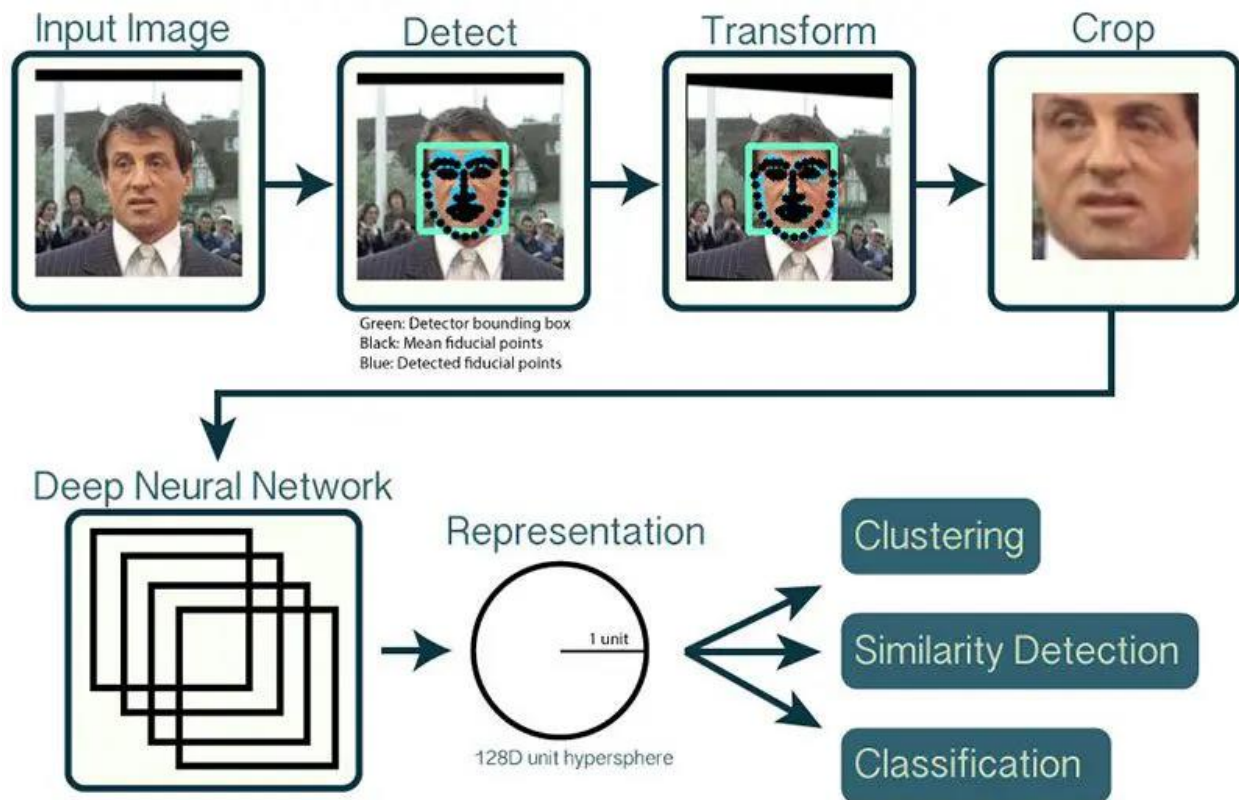 Input Image
Detect
Transform
Crop
Green: Detector bounding box
Black: Mean fiducial points
Blue: Detected fiducial points
Deep Neural Network
Representation
1 unit
128D unit hypersphere
Clustering
Similarity Detection
Classification